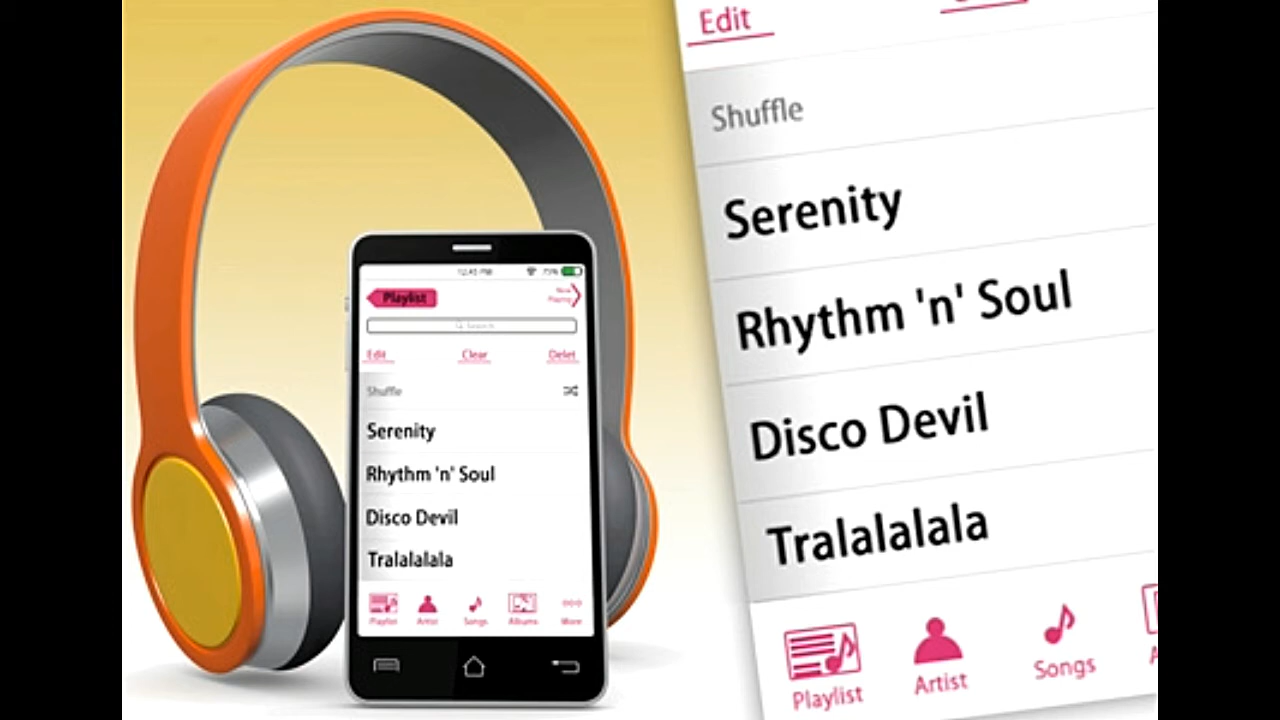 12.45 PM 75%
Playlist
Now
Playing
Search
Edit Clear Delet
Shuffle
Serenity
Rhythm 'n' Soul
Disco Devil
Tralalalala
Playlist Artist Songs Albums More
Edit
Shuffle
Serenity
Rhythm 'n' Soul
Disco Devil
Tralalalala
Playlist Artist Songs